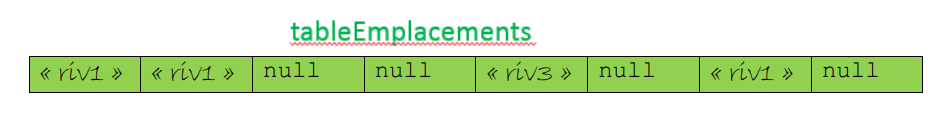 tableEmplacements
« riv1 » « riv1 » null null « riv3 » null « riv1 » null